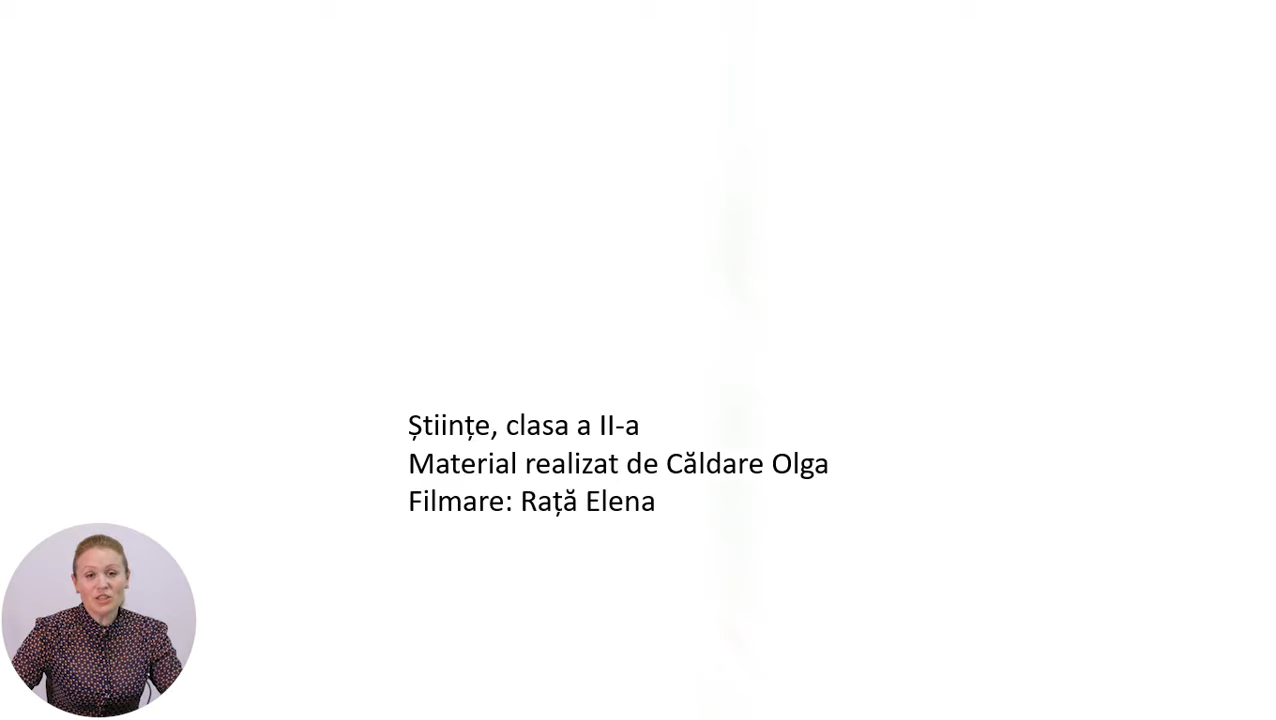 Științe, clasa a II-a
Material realizat de Căldare Olga
Filmare: Rață Elena